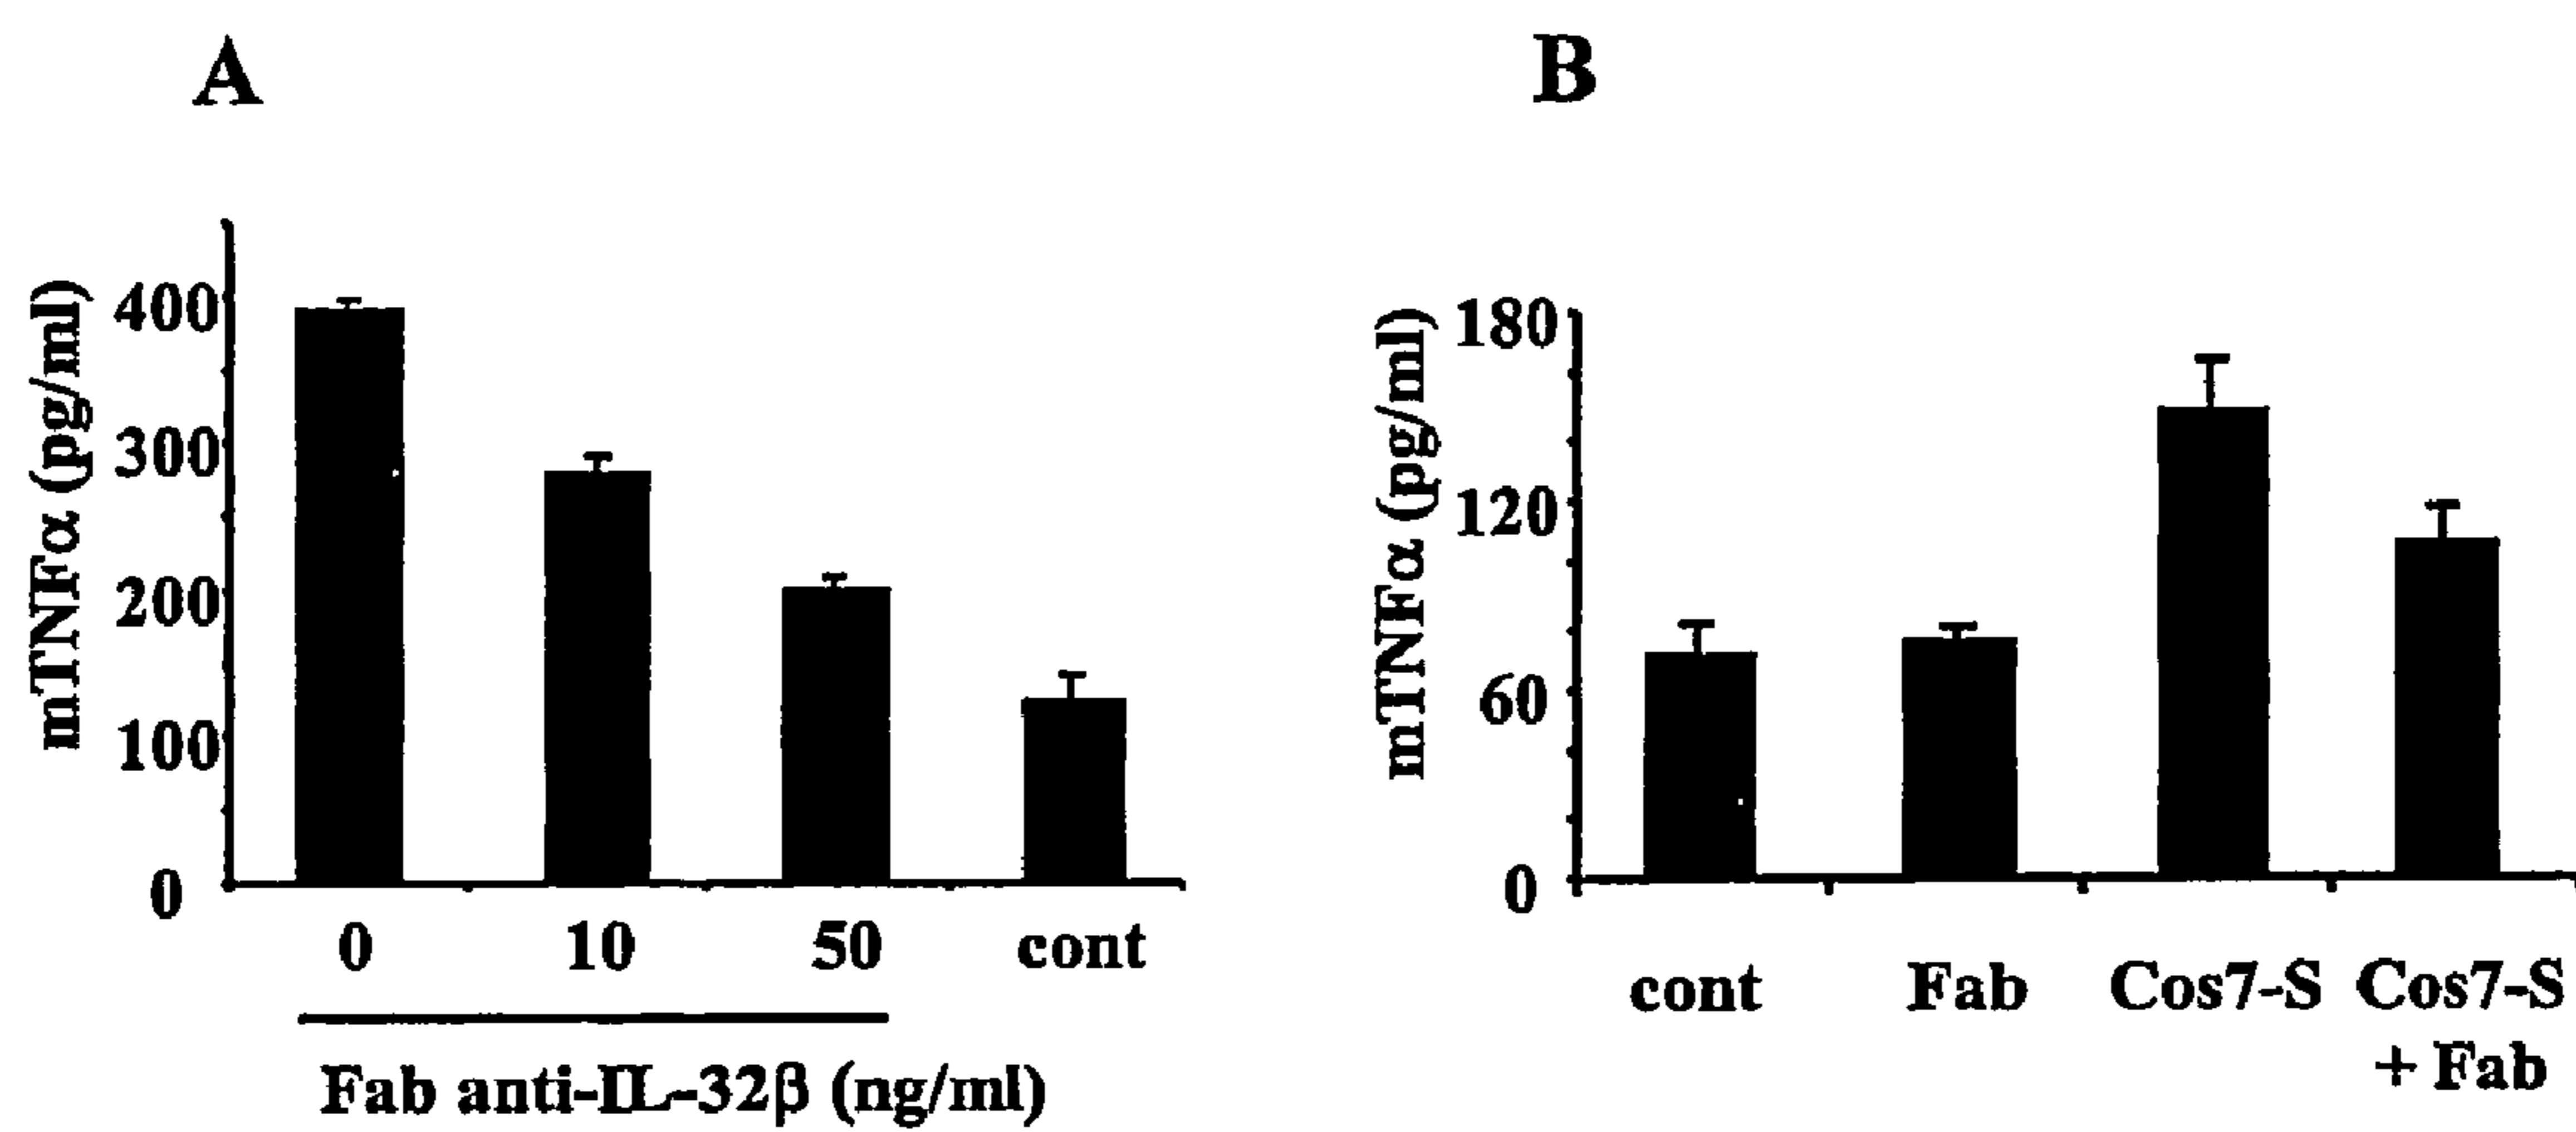 A
mTNFα (pg/ml)
400
300
200
100
0
0 10 50 cont
Fab anti-IL-32β (ng/ml)
B
mTNFα (pg/ml)
180
120
60
0
cont Fab Cos7-S Cos7-S
+ Fab